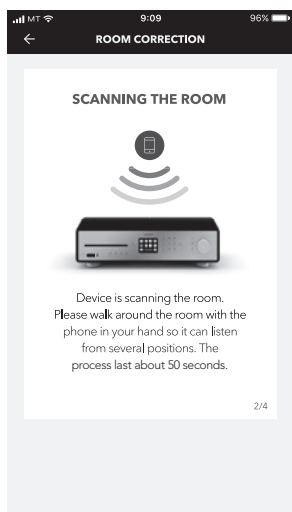 MT 9:09 96%
ROOM CORRECTION
SCANNING THE ROOM
Device is scanning the room.
Please walk around the room with the
phone in your hand so it can listen
from several positions. The
process last about 50 seconds.
2/4